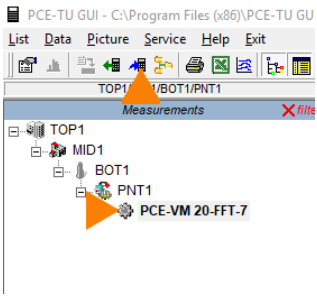 PCE-TU GUI - C:\Program Files (x86)\PCE-TU GU
List Data Picture Service Help Exit
TOP1/ /BOT1/PNT1
Measurements filte
TOP1
MID1
BOT1
PNT1
PCE-VM 20-FFT-7